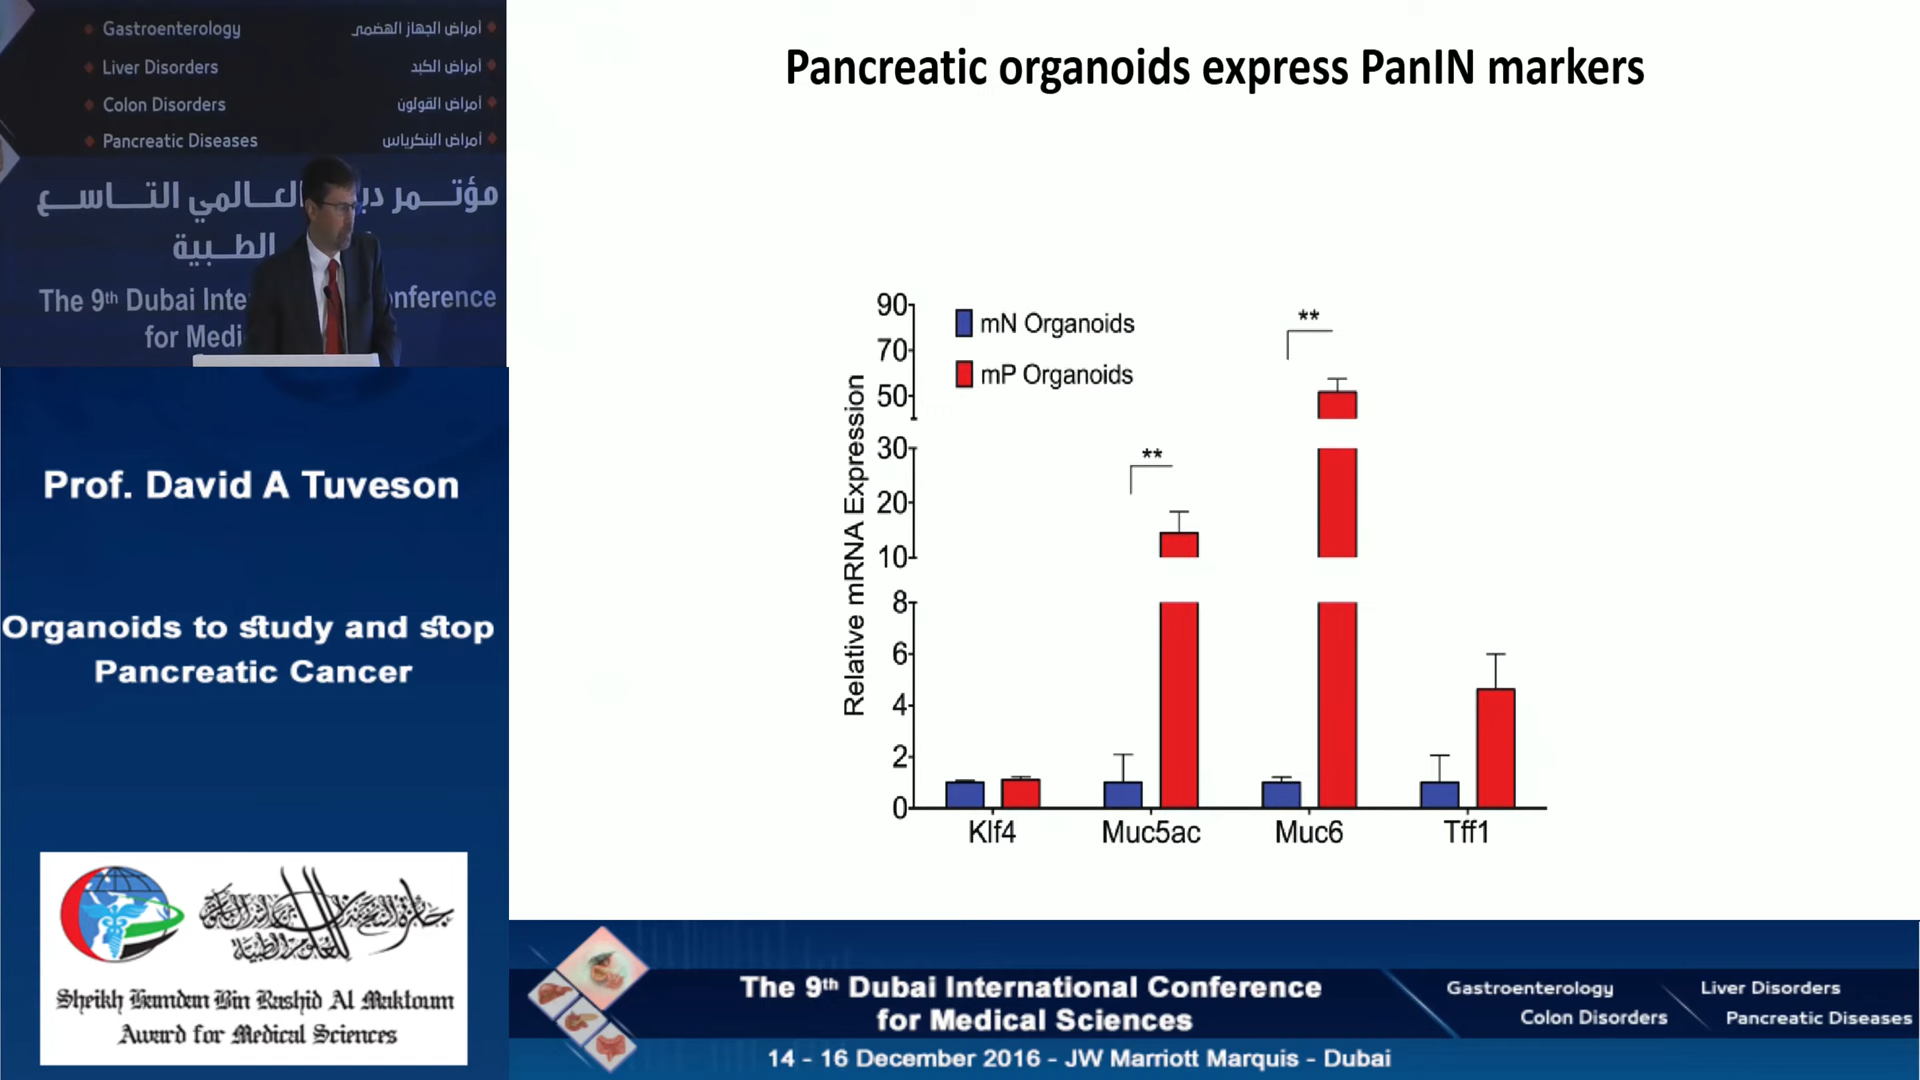 Gastroenterology
أمراض الجهاز الهضمي
Liver Disorders
أمراض الكبد
Colon Disorders
أمراض القولون
Pancreatic Diseases
أمراض البنكرياس
مؤتمر العالمي التاسع
الطبية
The 9th Dubai
for
Prof. David A Tuveson
Organoids to study and stop
Pancreatic Cancer
Sheikh Hamdan Bin Rashid Al Maktoum
Award for Medical Sciences
Pancreatic organoids express PanIN markers
Relative mRNA Expression
90
70
50
30
20
10
8
6
4
2
0
mN Organoids
mP Organoids
**
**
Klf4 Muc5ac Muc6 Tff1
The 9th Dubai International Conference
for Medical Sciences
14 - 16 December 2016 - JW Marriott Marquis - Dubai
Gastroenterology Liver Disorders
Colon Disorders Pancreatic Diseases